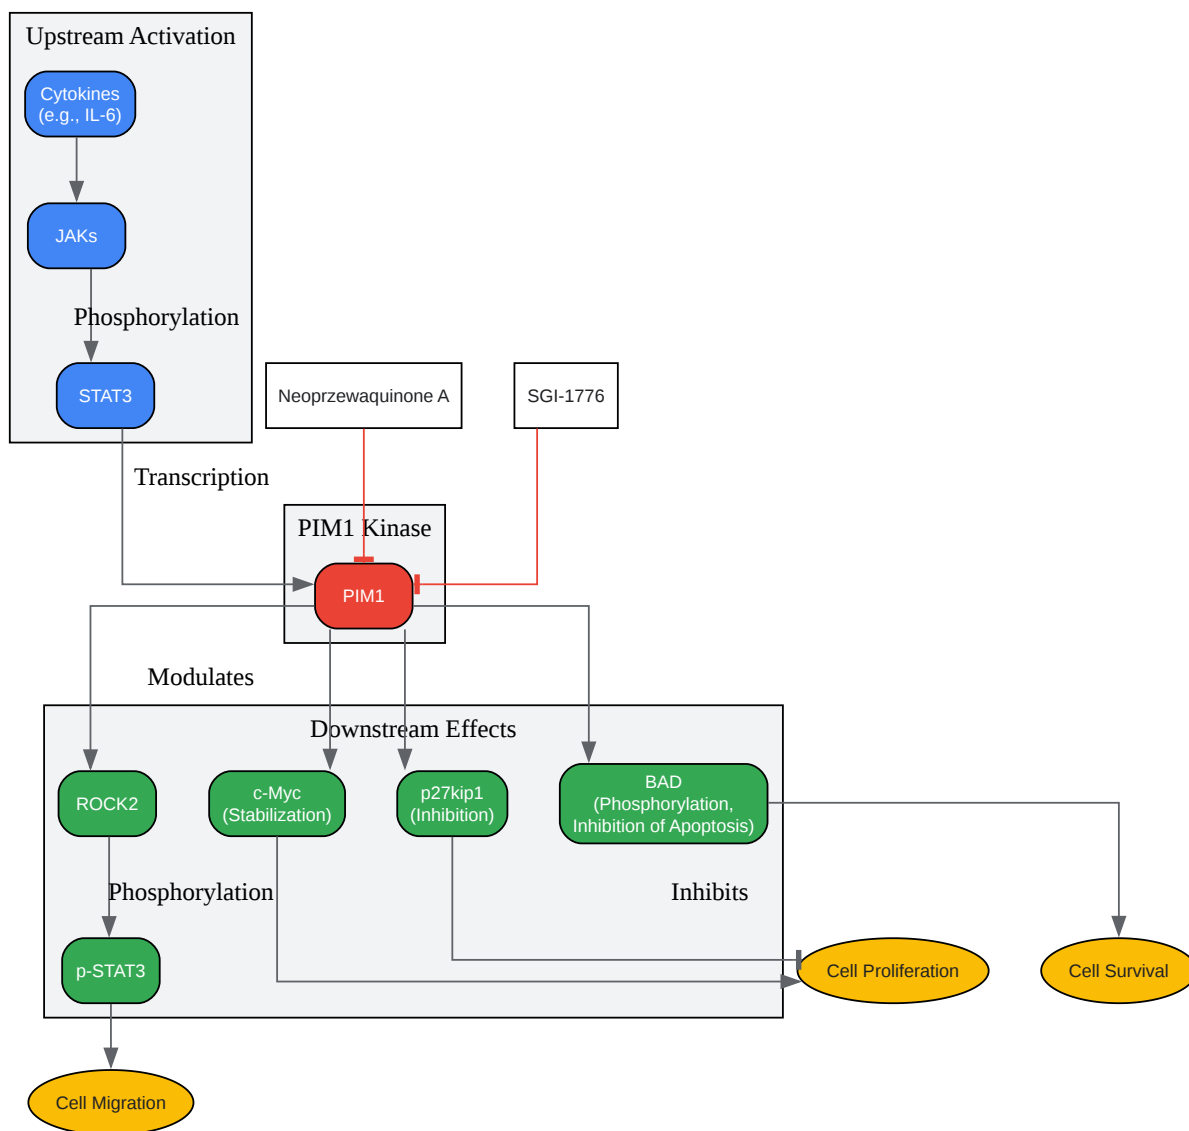 Upstream Activation
Cytokines
(e.g., IL-6)
JAKs
Phosphorylation
STAT3
Neoprzewaquinone A
SGI-1776
Transcription
PIM1 Kinase
PIM1
Modulates
Downstream Effects
ROCK2
c-Myc
(Stabilization)
p27kip1
(Inhibition)
BAD
(Phosphorylation,
Inhibition of Apoptosis)
Phosphorylation
Inhibits
p-STAT3
Cell Proliferation
Cell Survival
Cell Migration